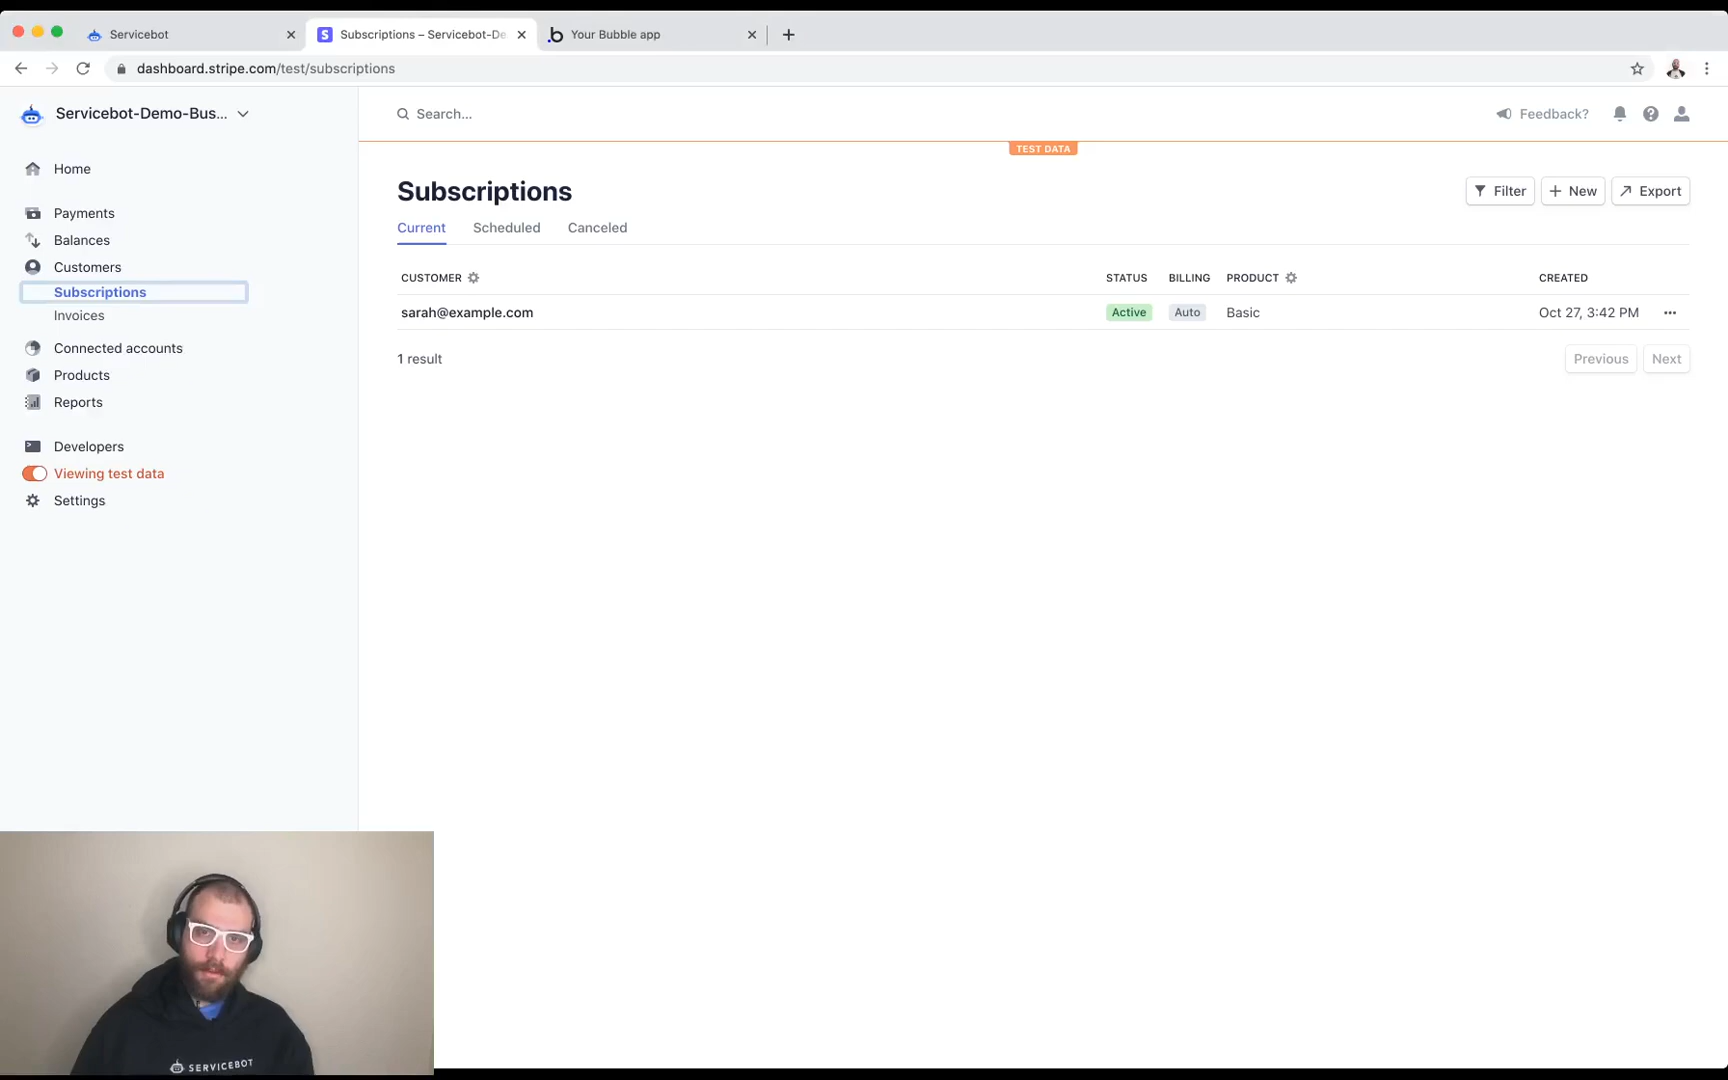 Servicebot
Subscriptions – Servicebot-De
Your Bubble app
dashboard.stripe.com/test/subscriptions
Servicebot-Demo-Bus...
Search...
Feedback?
TEST DATA
Home
Payments
Balances
Customers
Subscriptions
Invoices
Connected accounts
Products
Reports
Developers
Viewing test data
Settings
Subscriptions
Filter
New
Export
Current Scheduled Canceled
CUSTOMER STATUS BILLING PRODUCT CREATED
sarah@example.com Active Auto Basic Oct 27, 3:42 PM
1 result
Previous Next
SERVICEBOT